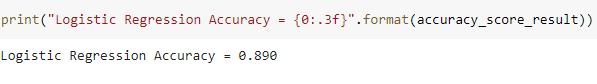 print("Logistic Regression Accuracy = {0:.3f}".format(accuracy_score_result))
Logistic Regression Accuracy = 0.890